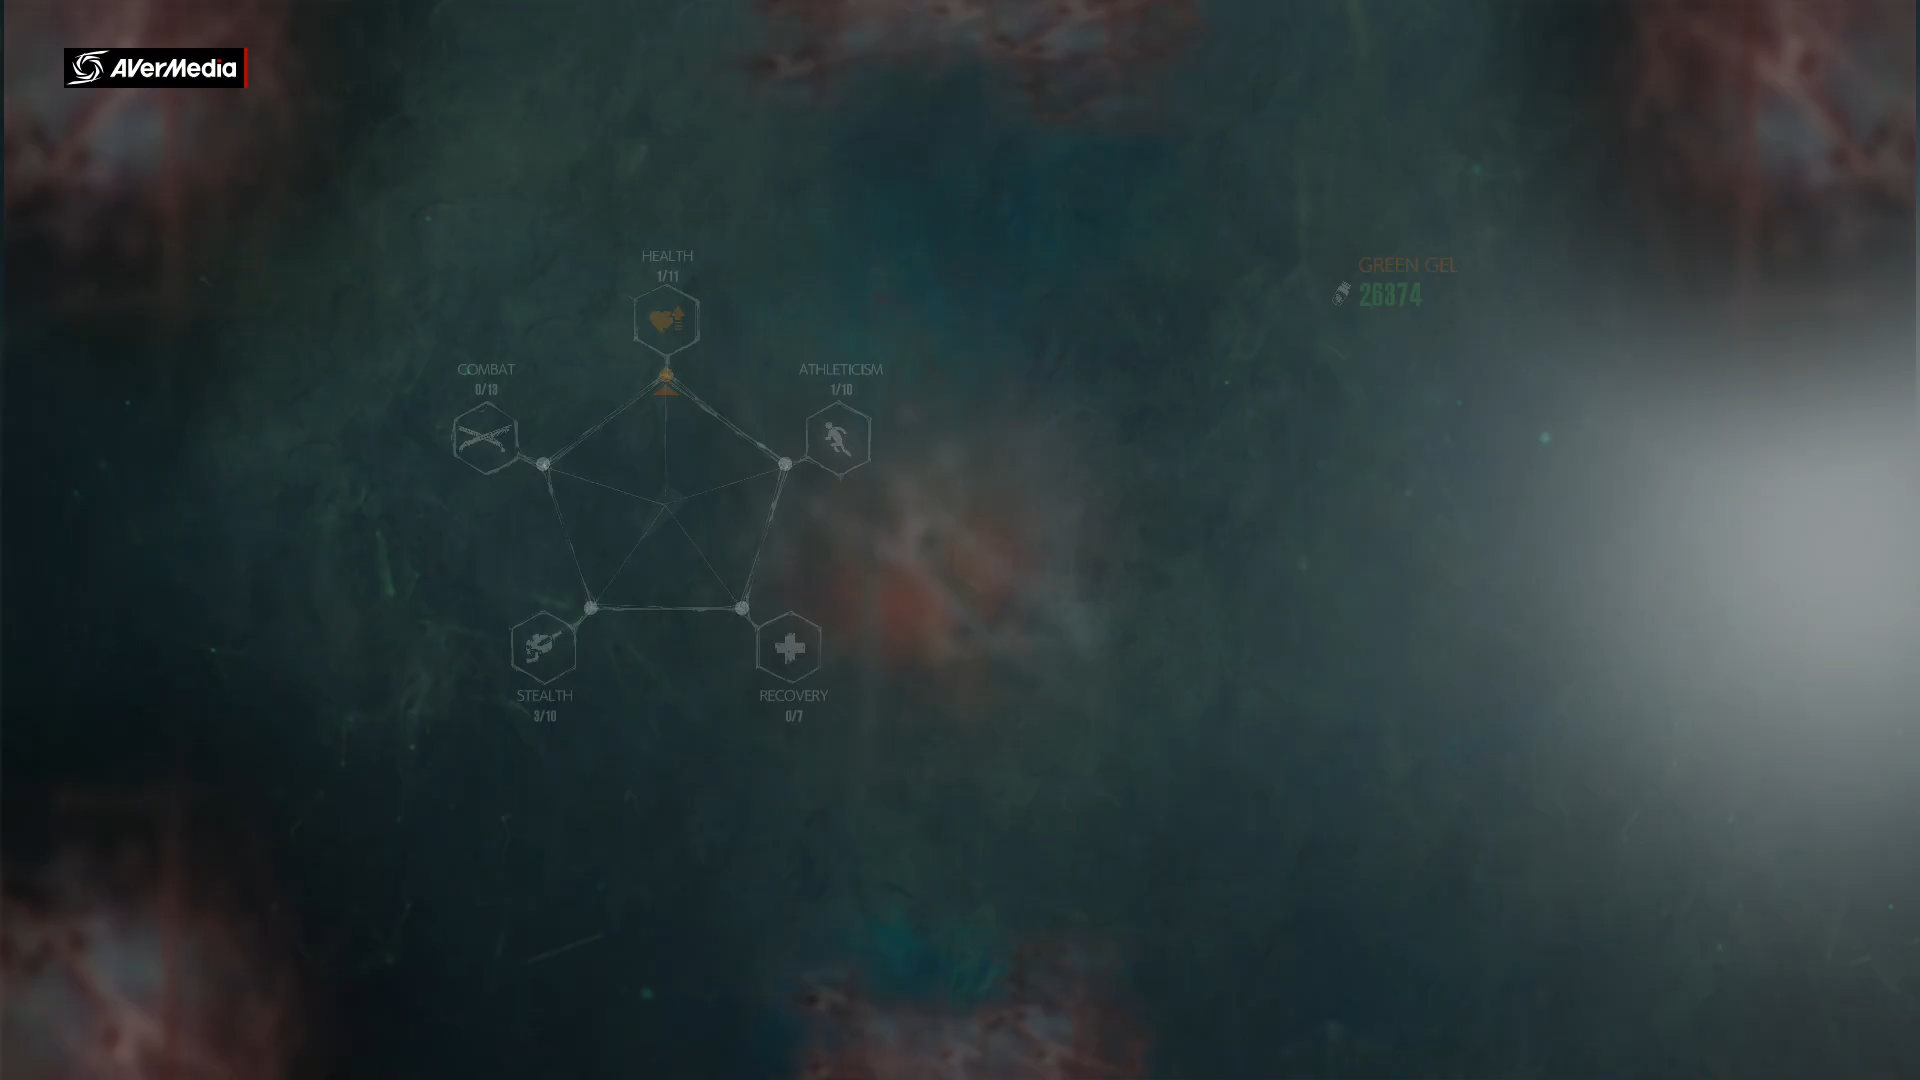 AVerMedia
HEALTH
1/11
GREEN GEL
26374
COMBAT
0/13
ATHLETICISM
1/10
STEALTH
3/10
RECOVERY
0/7